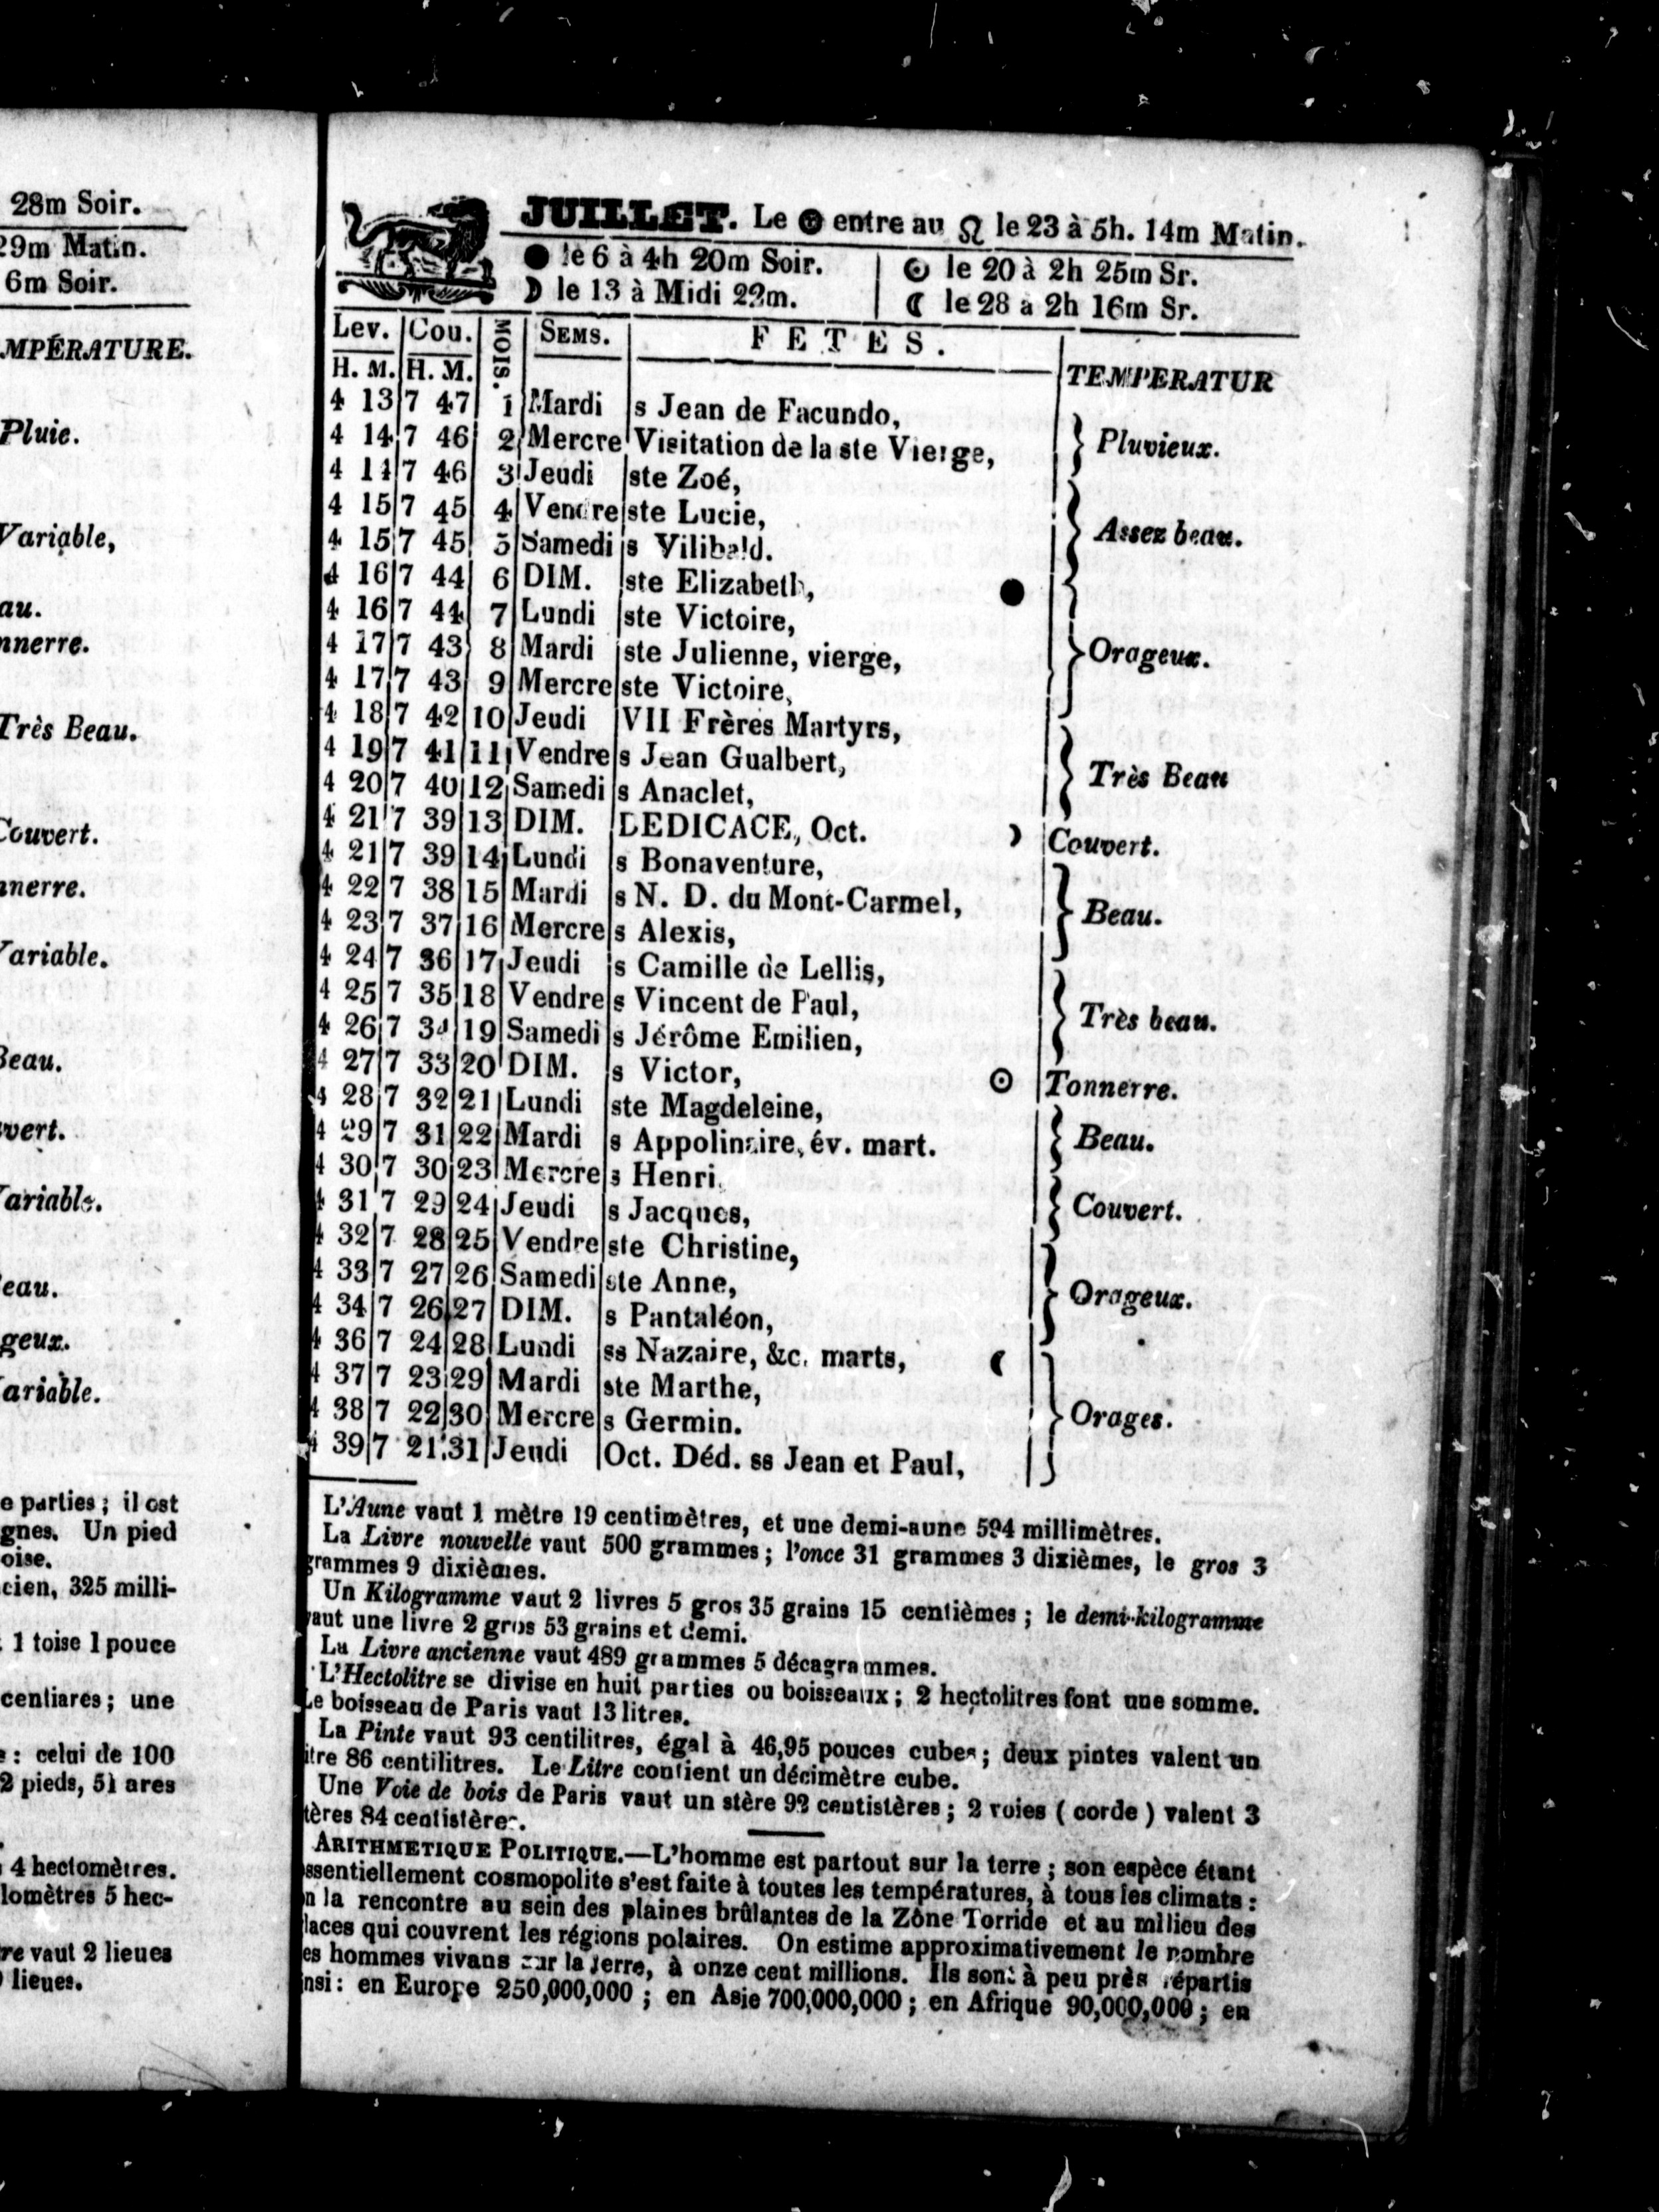 28m Soir.
29m Matin.
6m Soir.
MPÉRATURE.
Pluie.
Variable,
au.
nnerre.
Très Beau.
Couvert.
nnerre.
Variable.
Beau.
vert.
Variable.
eau.
geux.
ariable.
e parties; il est
gnes. Un pied
oise.
cien, 325 milli-
1 toise 1 pouce
centiares; une
: celui de 100
2 pieds, 51 ares
4 hectomètres.
lomètres 5 hec-
re vaut 2 lieues
lieues.
JUILLET. Le ☉ entre au ♌ le 23 à 5h. 14m Matin.
● le 6 à 4h 20m Soir. | ☉ le 20 à 2h 25m Sr.
☽ le 13 à Midi 22m. | ☾ le 28 a 2h 16m Sr.
Lev. Cou. MOIS. SEMS. FETES. TEMPERATUR
H. M. H. M.
4 13 7 47 1 Mardi s Jean de Facundo,
4 14 7 46 2 Mercre Visitation de la ste Vierge, } Pluvieux.
4 14 7 46 3 Jeudi ste Zoé,
4 15 7 45 4 Vendre ste Lucie, } Assez beau.
4 15 7 45 5 Samedi s Vilibald.
4 16 7 44 6 DIM. ste Elizabeth, ●
4 16 7 44 7 Lundi ste Victoire,
4 17 7 43 8 Mardi ste Julienne, vierge, } Orageux.
4 17 7 43 9 Mercre ste Victoire,
4 18 7 42 10 Jeudi VII Frères Martyrs,
4 19 7 41 11 Vendre s Jean Gualbert, } Très Beau
4 20 7 40 12 Samedi s Anaclet,
4 21 7 39 13 DIM. DEDICACE, Oct. ☽ Couvert.
4 21 7 39 14 Lundi s Bonaventure,
4 22 7 38 15 Mardi s N. D. du Mont-Carmel, } Beau.
4 23 7 37 16 Mercre s Alexis,
4 24 7 36 17 Jeudi s Camille de Lellis,
4 25 7 35 18 Vendre s Vincent de Paul, } Très beau.
4 26 7 34 19 Samedi s Jérôme Emilien,
4 27 7 33 20 DIM. s Victor, ☉ Tonnerre.
4 28 7 32 21 Lundi ste Magdeleine,
4 29 7 31 22 Mardi s Appolinaire, év. mart. } Beau.
4 30 7 30 23 Mercre s Henri,
4 31 7 29 24 Jeudi s Jacques, } Couvert.
4 32 7 28 25 Vendre ste Christine,
4 33 7 27 26 Samedi ste Anne, } Orageux.
4 34 7 26 27 DIM. s Pantaléon,
4 36 7 24 28 Lundi ss Nazaire, &c. marts, ☾
4 37 7 23 29 Mardi ste Marthe,
4 38 7 22 30 Mercre s Germin. } Orages.
4 39 7 21 31 Jeudi Oct. Déd. ss Jean et Paul,
L'Aune vaut 1 mètre 19 centimètres, et une demi-aune 594 millimètres.
La Livre nouvelle vaut 500 grammes; l'once 31 grammes 3 dixièmes, le gros 3
grammes 9 dixièmes.
Un Kilogramme vaut 2 livres 5 gros 35 grains 15 centièmes; le demi-kilogramme
vaut une livre 2 gros 53 grains et demi.
La Livre ancienne vaut 489 grammes 5 décagrammes.
L'Hectolitre se divise en huit parties ou boisseaux; 2 hectolitres font une somme.
Le boisseau de Paris vaut 13 litres.
La Pinte vaut 93 centilitres, égal à 46,95 pouces cubes; deux pintes valent un
itre 86 centilitres. Le Litre contient un décimètre cube.
Une Voie de bois de Paris vaut un stère 92 centistères; 2 voies (corde) valent 3
tères 84 centistères.
ARITHMETIQUE POLITIQUE.—L'homme est partout sur la terre; son espèce étant
essentiellement cosmopolite s'est faite à toutes les températures, à tous les climats:
n la rencontre au sein des plaines brûlantes de la Zône Torride et au milieu des
laces qui couvrent les régions polaires. On estime approximativement le nombre
es hommes vivans sur la terre, à onze cent millions. Ils sont à peu près répartis
nsi: en Europe 250,000,000; en Asie 700,000,000; en Afrique 90,000,000; en